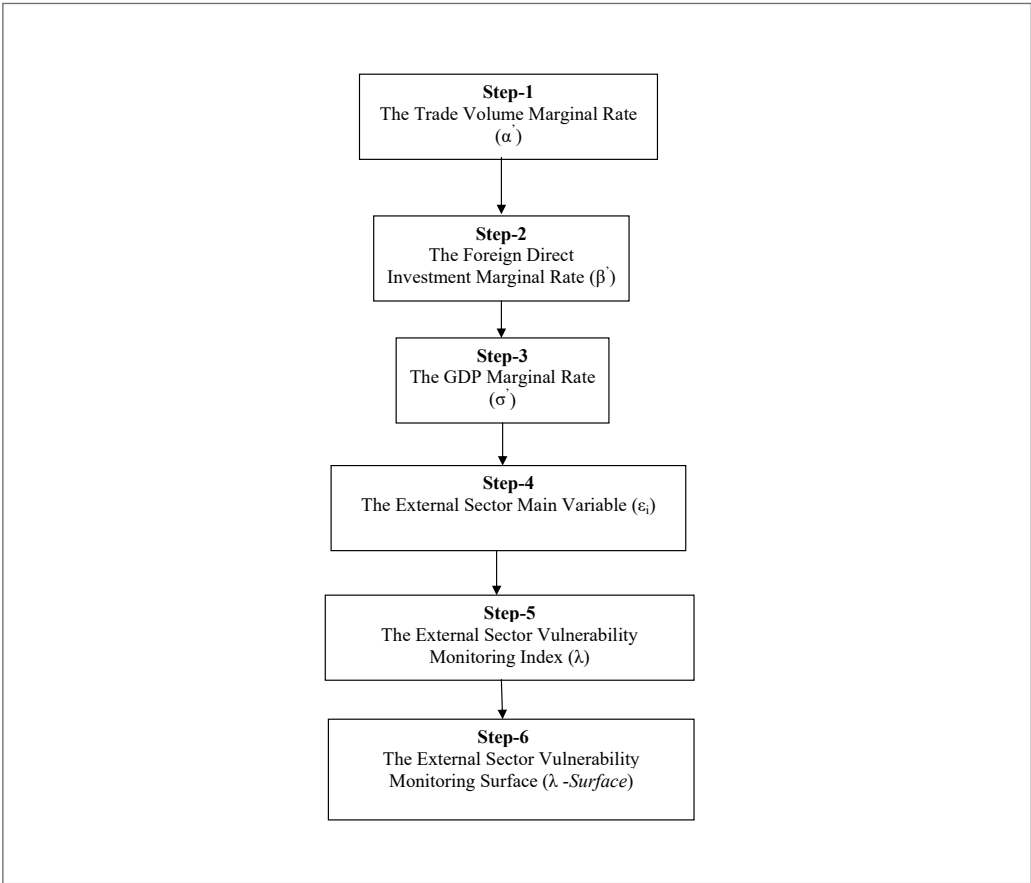 Step-1
The Trade Volume Marginal Rate
(α’)
Step-2
The Foreign Direct
Investment Marginal Rate (β’)
Step-3
The GDP Marginal Rate
(σ’)
Step-4
The External Sector Main Variable (εi)
Step-5
The External Sector Vulnerability
Monitoring Index (λ)
Step-6
The External Sector Vulnerability
Monitoring Surface (λ -Surface)